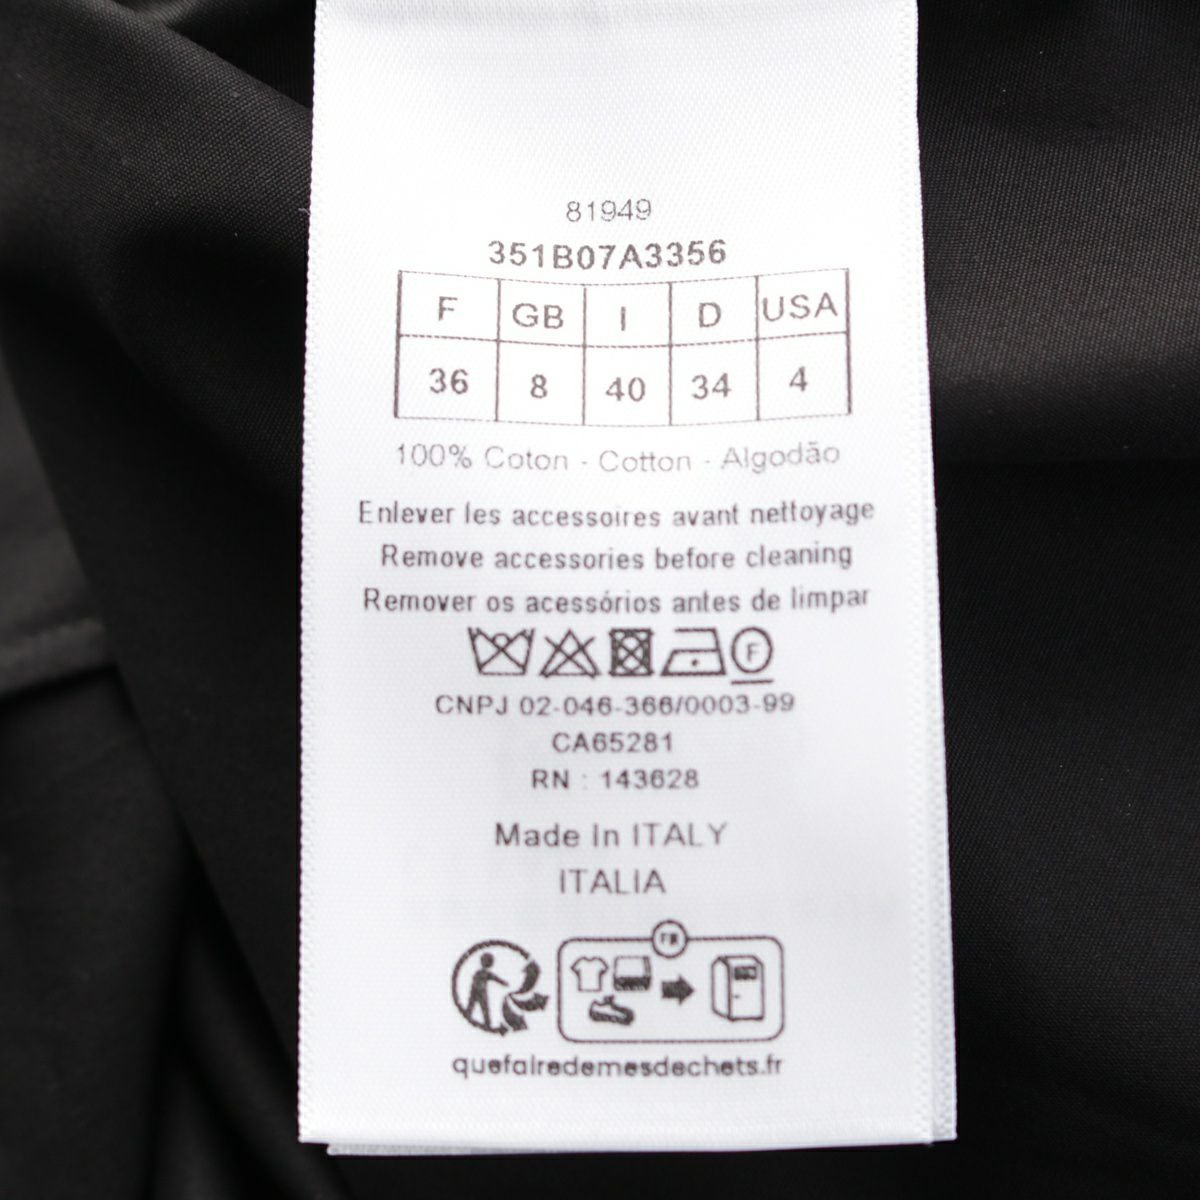 81949
351B07A3356
F GB I D USA
36 8 40 34 4
100% Coton - Cotton - Algodão
Enlever les accessoires avant nettoyage
Remove accessories before cleaning
Remover os acessórios antes de limpar
F
CNPJ 02-046-366/0003-99
CA65281
RN : 143628
Made In ITALY
ITALIA
FR
quefairedemesdechets.fr